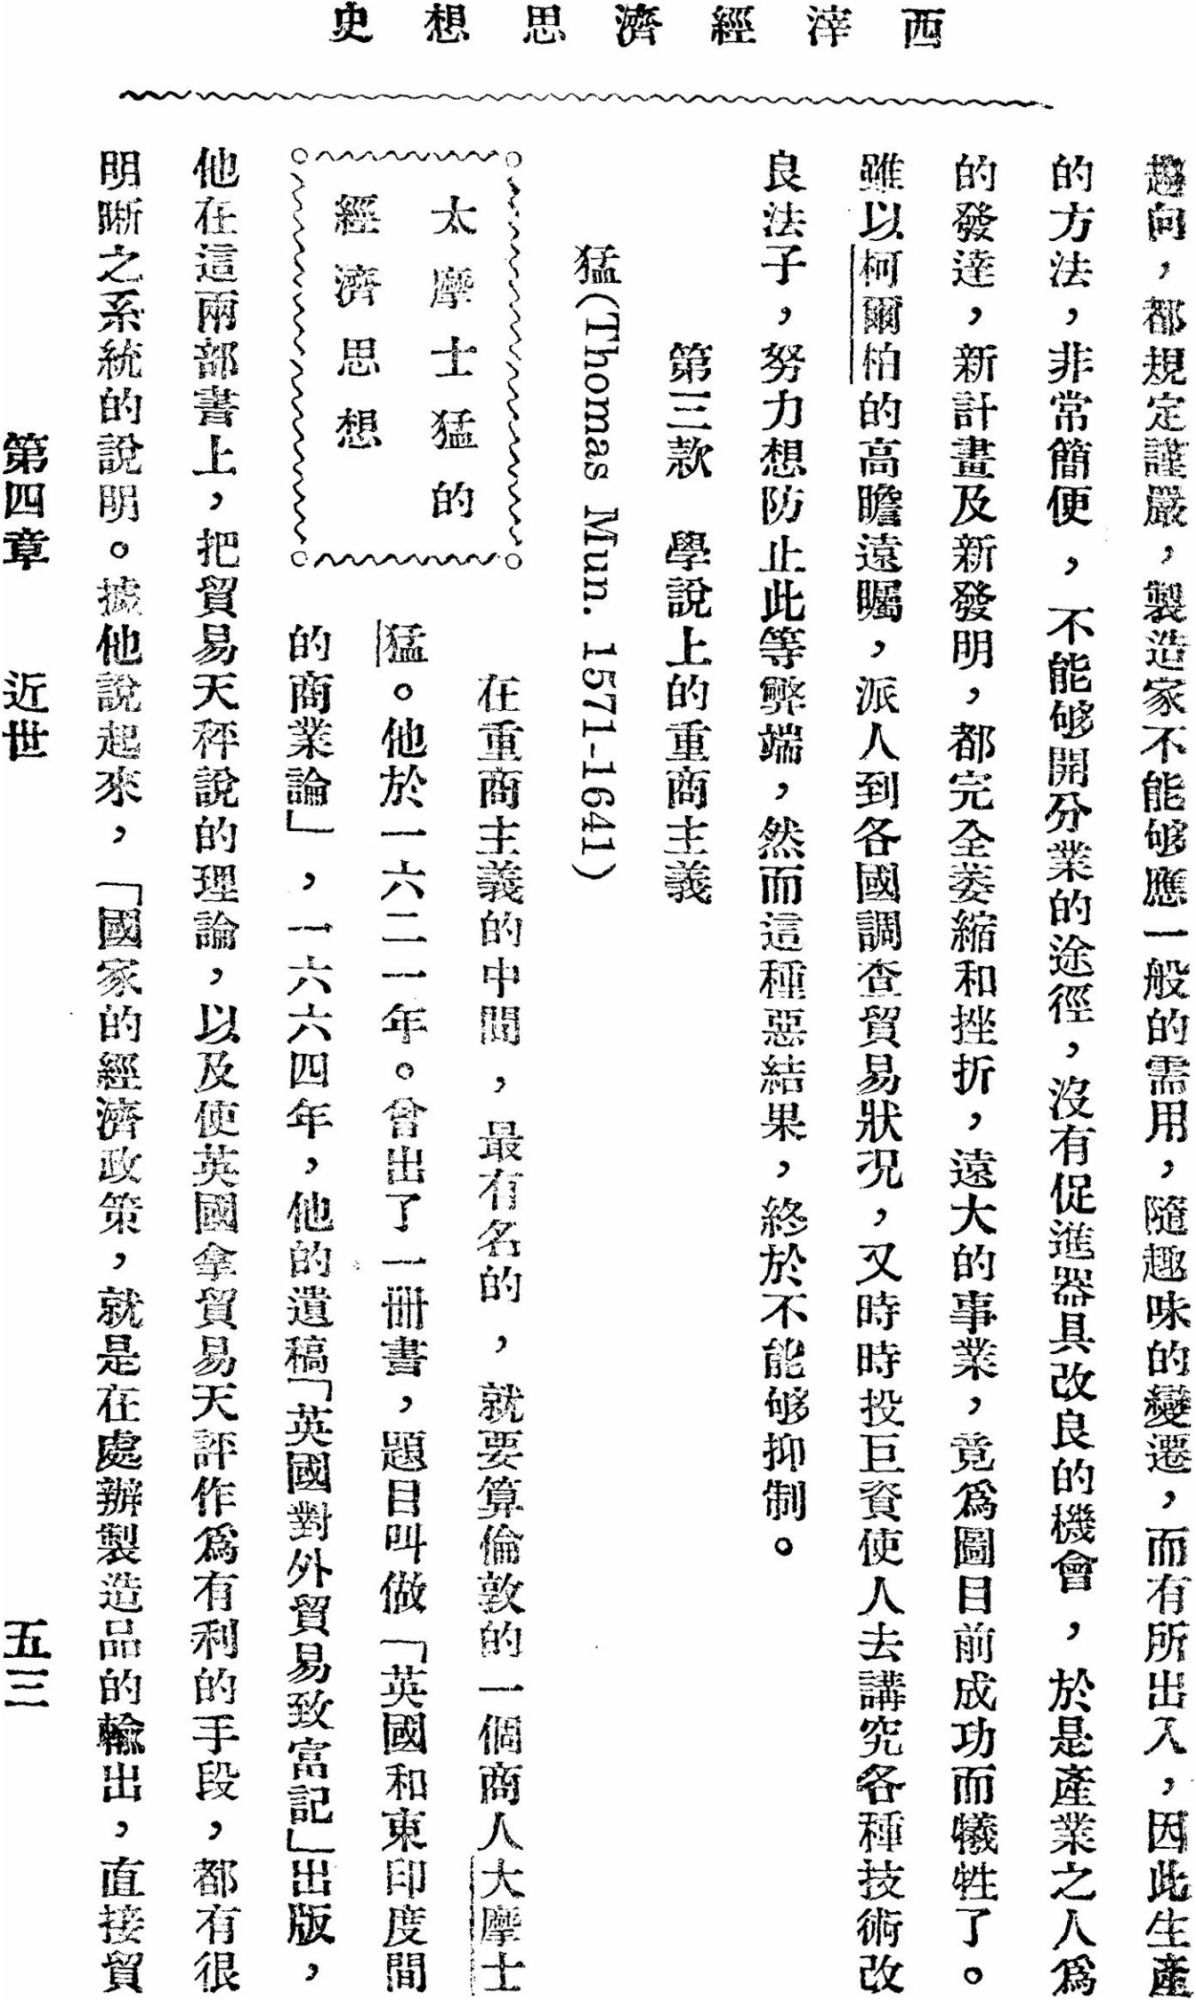 西洋經濟思想史
趨向，都規定謹嚴，製造家不能够應一般的需用，隨趣味的變遷，而有所出入，因此生產
的方法，非常簡便，不能够開分業的途徑，沒有促進器具改良的機會，於是產業之人爲
的發達，新計畫及新發明，都完全萎縮和挫折，遠大的事業，竟爲圖目前成功而犧牲了。
雖以柯爾柏的高瞻遠矚，派人到各國調查貿易狀况，又時時投巨資使人去講究各種技術改
良法子，努力想防止此等弊端，然而這種惡結果，終於不能够抑制。
第三款　學說上的重商主義
猛(Thomas Mun. 1571-1641)
太摩士猛的
經濟思想
在重商主義的中間，最有名的，就要算倫敦的一個商人大摩士
猛。他於一六二一年。曾出了一冊書，題目叫做「英國和東印度間
的商業論」，一六六四年，他的遺稿「英國對外貿易致富記」出版，
他在這兩部書上，把貿易天秤說的理論，以及使英國拿貿易天評作爲有利的手段，都有很
明晰之系統的說明。據他說起來，「國家的經濟政策，就是在處辦製造品的輸出，直接貿
第四章　近世　五三